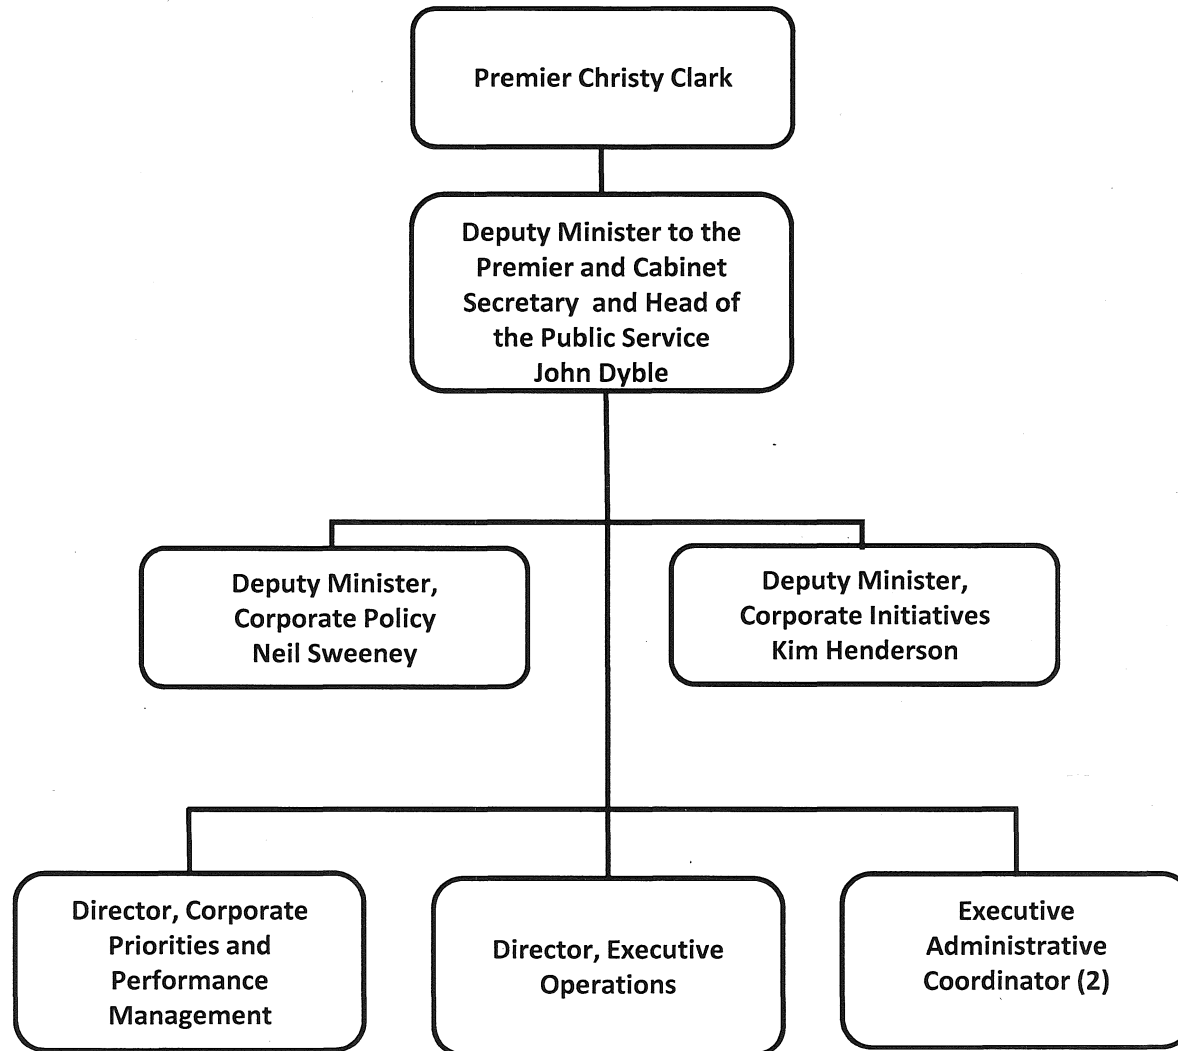 Premier Christy Clark
Deputy Minister to the
Premier and Cabinet
Secretary and Head of
the Public Service
John Dyble
Deputy Minister,
Corporate Policy
Neil Sweeney
Deputy Minister,
Corporate Initiatives
Kim Henderson
Director, Corporate
Priorities and
Performance
Management
Director, Executive
Operations
Executive
Administrative
Coordinator (2)